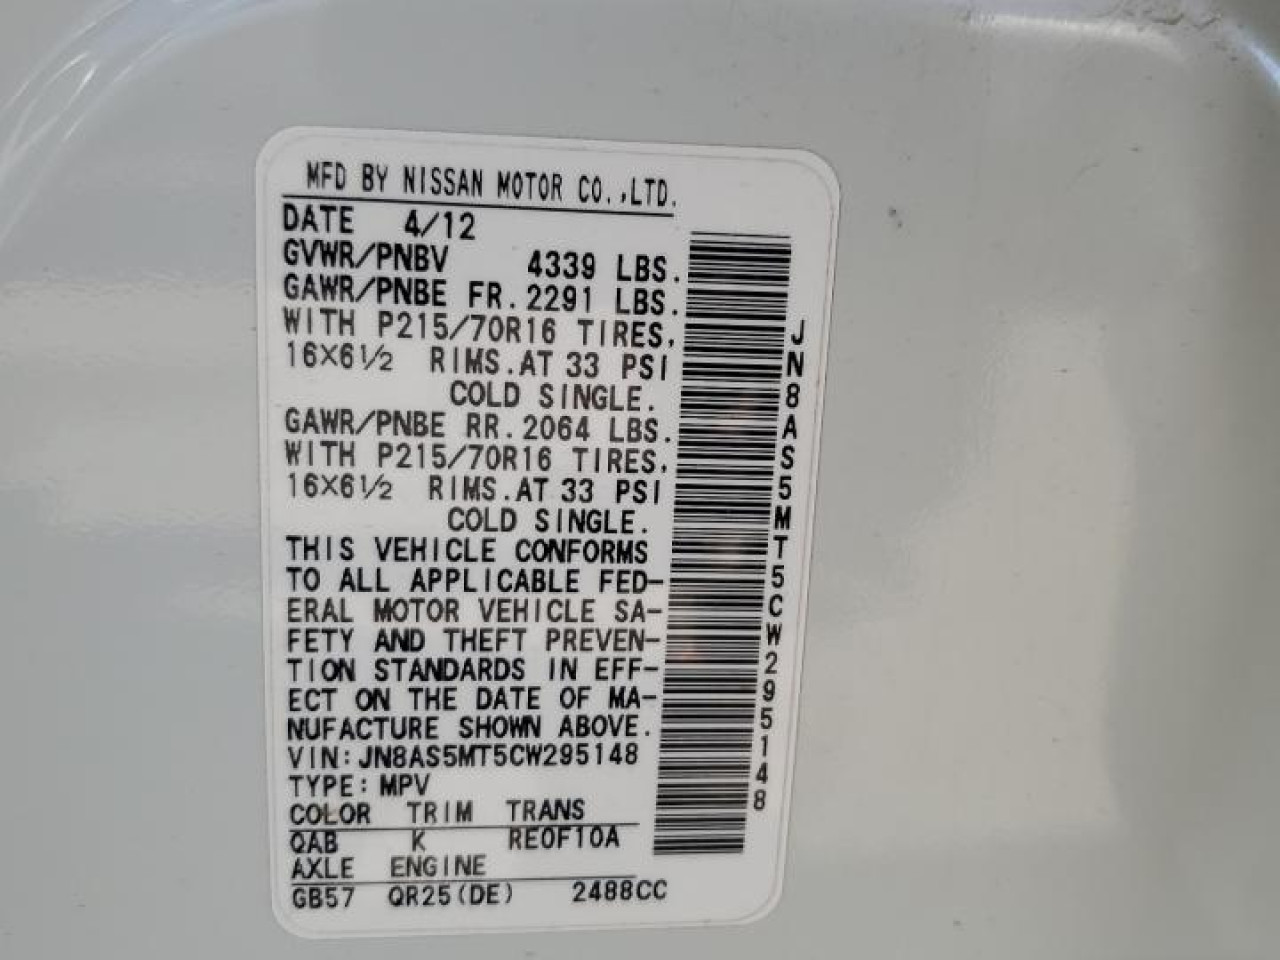 MFD BY NISSAN MOTOR CO.,LTD.
DATE 4/12
GVWR/PNBV 4339 LBS.
GAWR/PNBE FR.2291 LBS.
WITH P215/70R16 TIRES,
16×6½ RIMS.AT 33 PSI
COLD SINGLE.
GAWR/PNBE RR.2064 LBS.
WITH P215/70R16 TIRES,
16×6½ RIMS.AT 33 PSI
COLD SINGLE.
THIS VEHICLE CONFORMS
TO ALL APPLICABLE FED-
ERAL MOTOR VEHICLE SA-
FETY AND THEFT PREVEN-
TION STANDARDS IN EFF-
ECT ON THE DATE OF MA-
NUFACTURE SHOWN ABOVE.
VIN:JN8AS5MT5CW295148
TYPE:MPV
COLOR TRIM TRANS
QAB K RE0F10A
AXLE ENGINE
GB57 QR25(DE) 2488CC
JN8AS5MT5CW295148